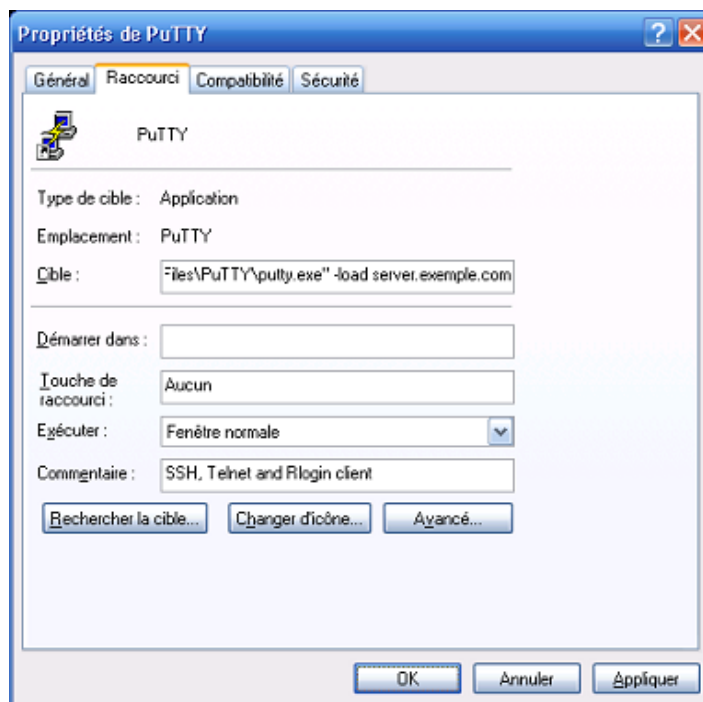 Propriétés de PuTTY
Général Raccourci Compatibilité Sécurité
PuTTY
Type de cible : Application
Emplacement : PuTTY
Cible : Files\PuTTY\putty.exe" -load server.exemple.com
Démarrer dans :
Touche de raccourci : Aucun
Exécuter : Fenêtre normale
Commentaire : SSH, Telnet and Rlogin client
Rechercher la cible... Changer d'icône... Avancé...
OK Annuler Appliquer